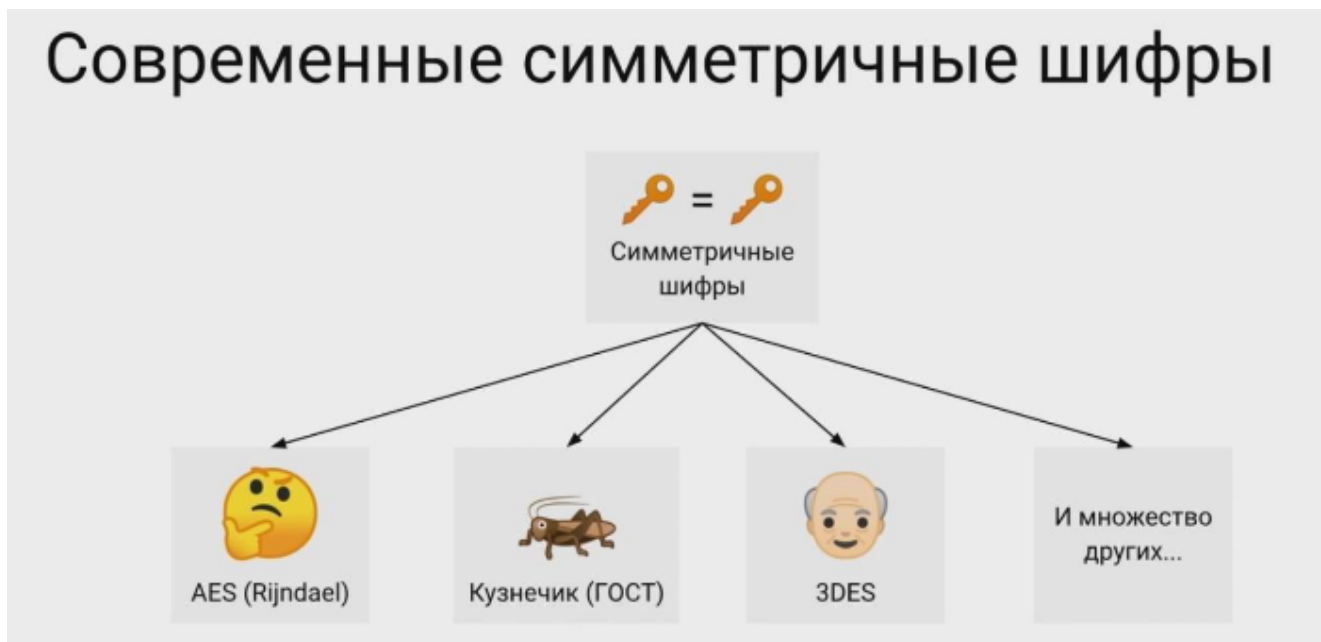 Современные симметричные шифры
=
Симметричные
шифры
AES (Rijndael)
Кузнечик (ГОСТ)
3DES
И множество
других...